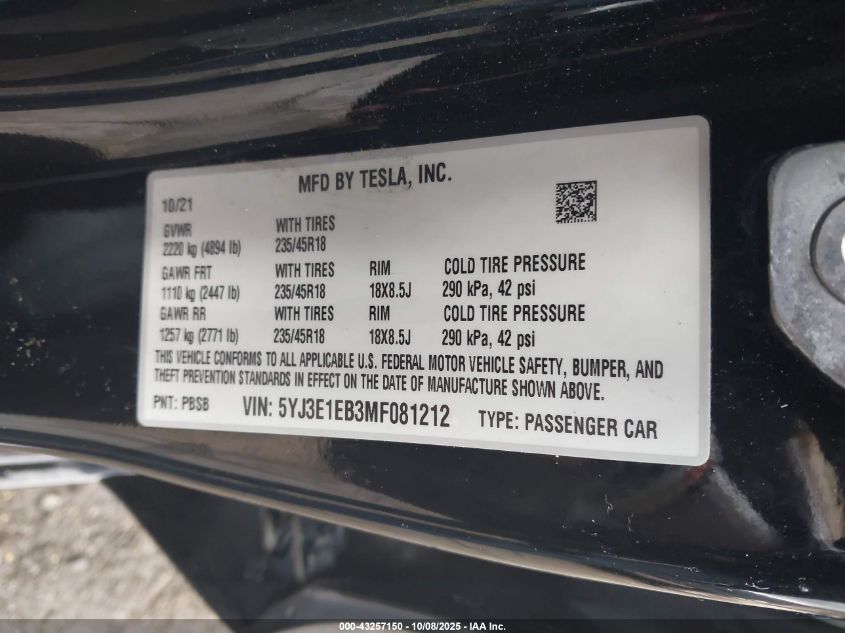 MFD BY TESLA, INC.
10/21
GVWR WITH TIRES
2220 kg (4894 lb) 235/45R18
GAWR FRT WITH TIRES RIM COLD TIRE PRESSURE
1110 kg (2447 lb) 235/45R18 18X8.5J 290 kPa, 42 psi
GAWR RR WITH TIRES RIM COLD TIRE PRESSURE
1257 kg (2771 lb) 235/45R18 18X8.5J 290 kPa, 42 psi
THIS VEHICLE CONFORMS TO ALL APPLICABLE U.S. FEDERAL MOTOR VEHICLE SAFETY, BUMPER, AND
THEFT PREVENTION STANDARDS IN EFFECT ON THE DATE OF MANUFACTURE SHOWN ABOVE.
PNT: PBSB VIN: 5YJ3E1EB3MF081212 TYPE: PASSENGER CAR
000-43257150 - 10/08/2025 - IAA Inc.